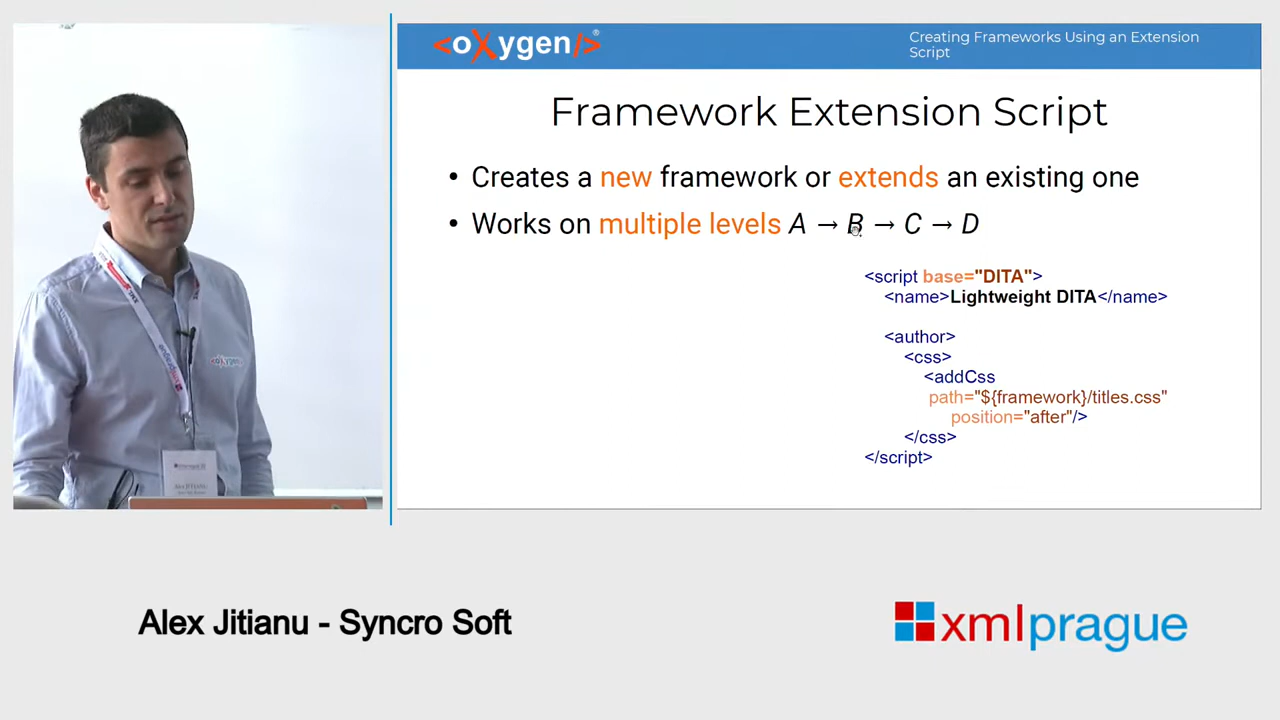 <oXygen/>®
Creating Frameworks Using an Extension
Script
Framework Extension Script
• Creates a new framework or extends an existing one
• Works on multiple levels A → B → C → D
<script base="DITA">
<name>Lightweight DITA</name>
<author>
<css>
<addCss
path="${framework}/titles.css"
position="after"/>
</css>
</script>
oXygen
Alex Jitianu - Syncro Soft
xmlprague